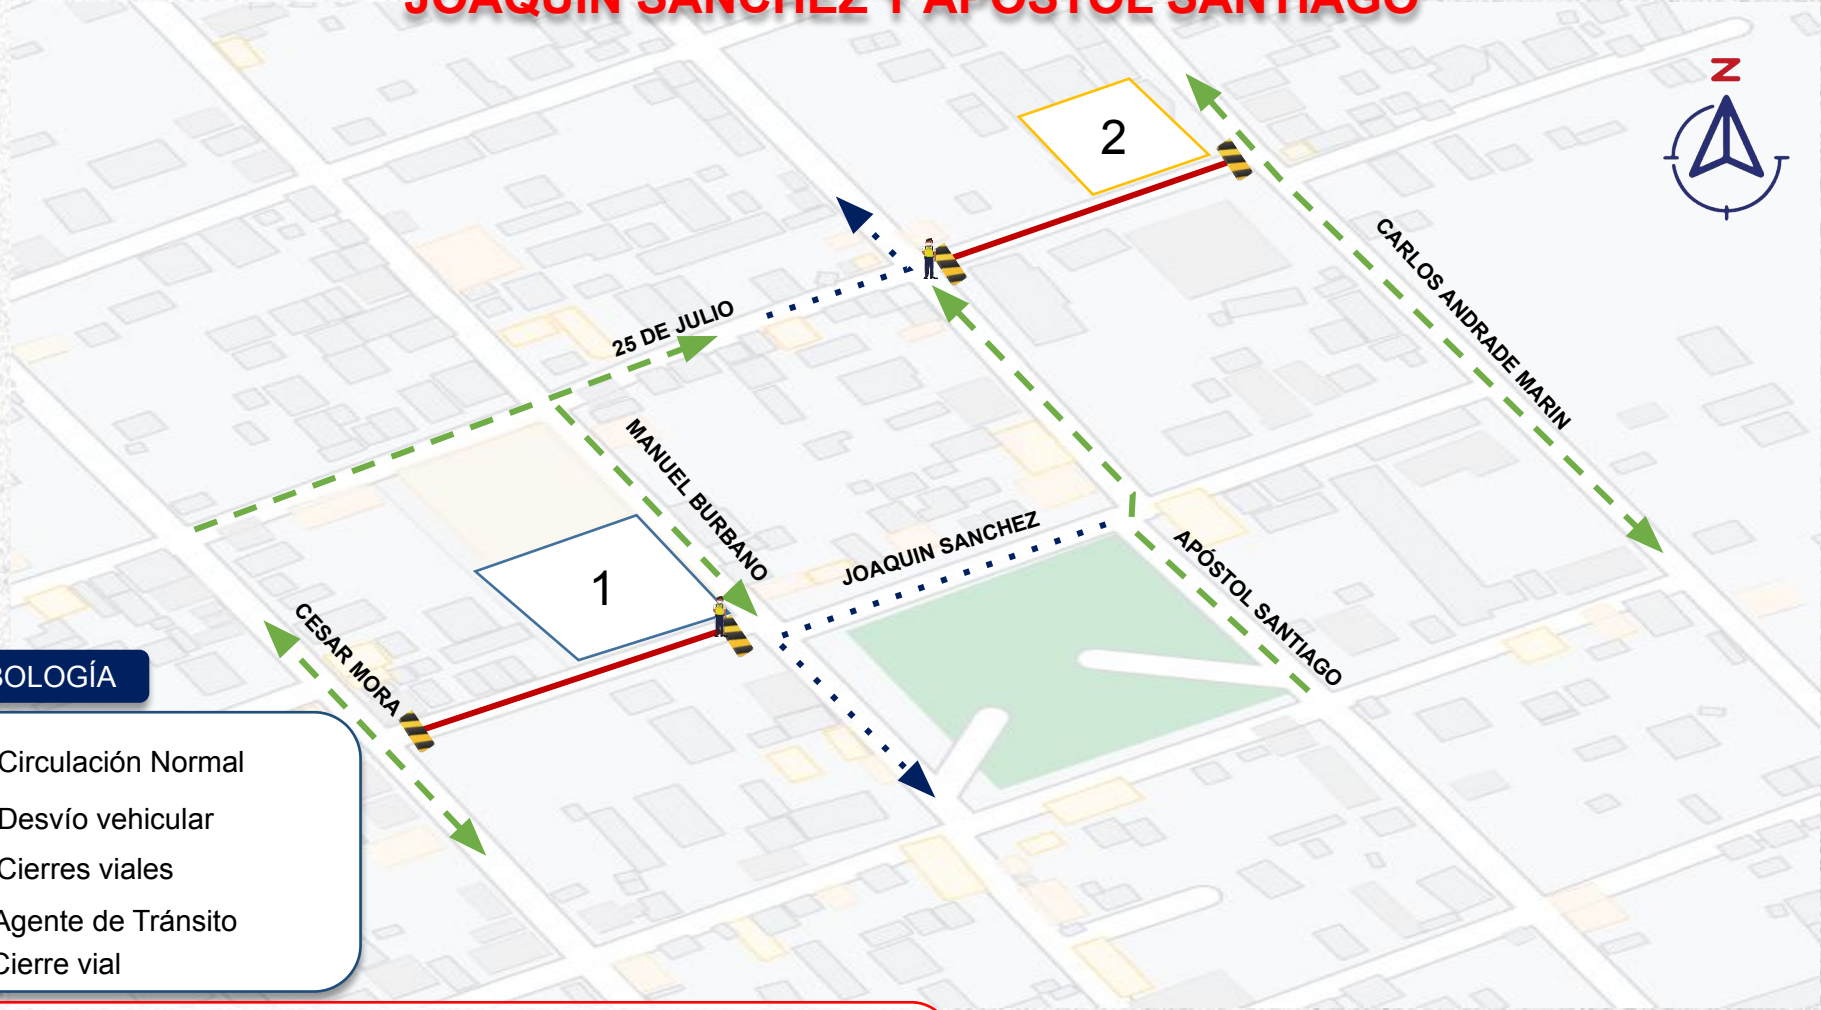 JOAQUIN SANCHEZ Y APOSTOL SANTIAGO
N
2
CARLOS ANDRADE MARIN
25 DE JULIO
MANUEL BURBANO
JOAQUIN SANCHEZ
APÓSTOL SANTIAGO
1
CESAR MORA
BOLOGÍA
Circulación Normal
Desvío vehicular
Cierres viales
Agente de Tránsito
Cierre vial